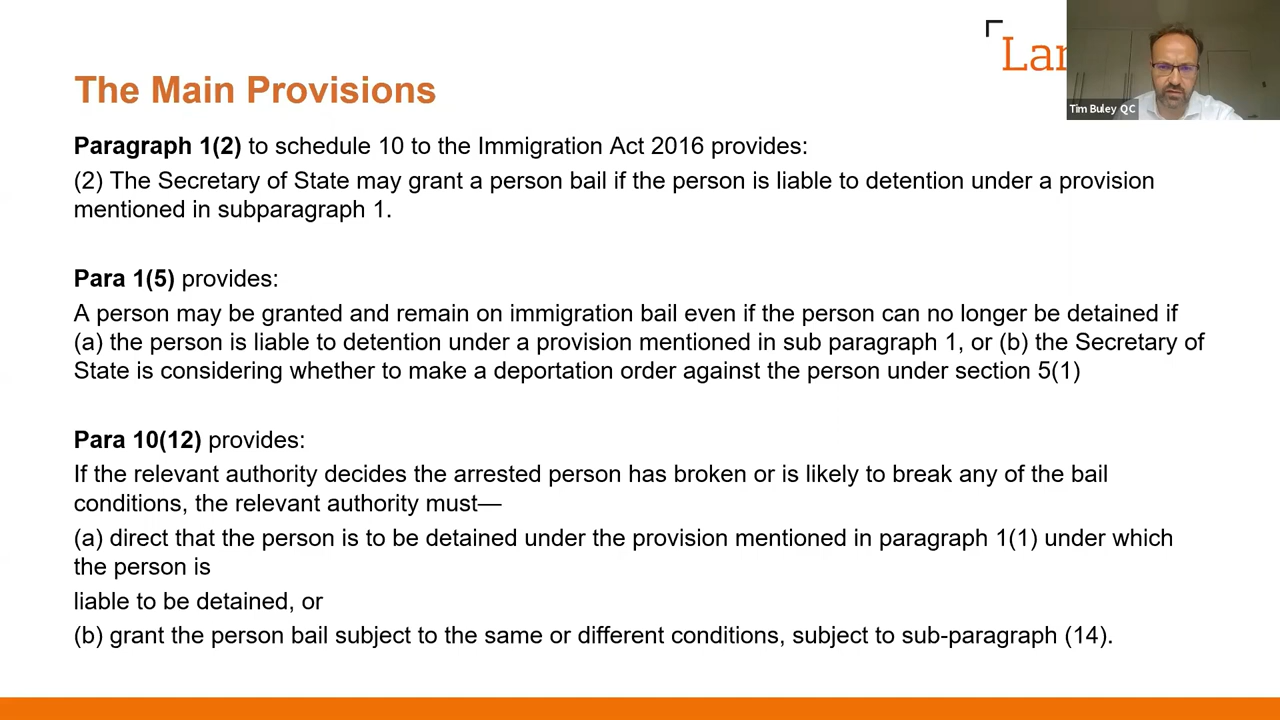 The Main Provisions
Tim Buley QC
Paragraph 1(2) to schedule 10 to the Immigration Act 2016 provides:
(2) The Secretary of State may grant a person bail if the person is liable to detention under a provision
mentioned in subparagraph 1.
Para 1(5) provides:
A person may be granted and remain on immigration bail even if the person can no longer be detained if
(a) the person is liable to detention under a provision mentioned in sub paragraph 1, or (b) the Secretary of
State is considering whether to make a deportation order against the person under section 5(1)
Para 10(12) provides:
If the relevant authority decides the arrested person has broken or is likely to break any of the bail
conditions, the relevant authority must—
(a) direct that the person is to be detained under the provision mentioned in paragraph 1(1) under which
the person is
liable to be detained, or
(b) grant the person bail subject to the same or different conditions, subject to sub-paragraph (14).